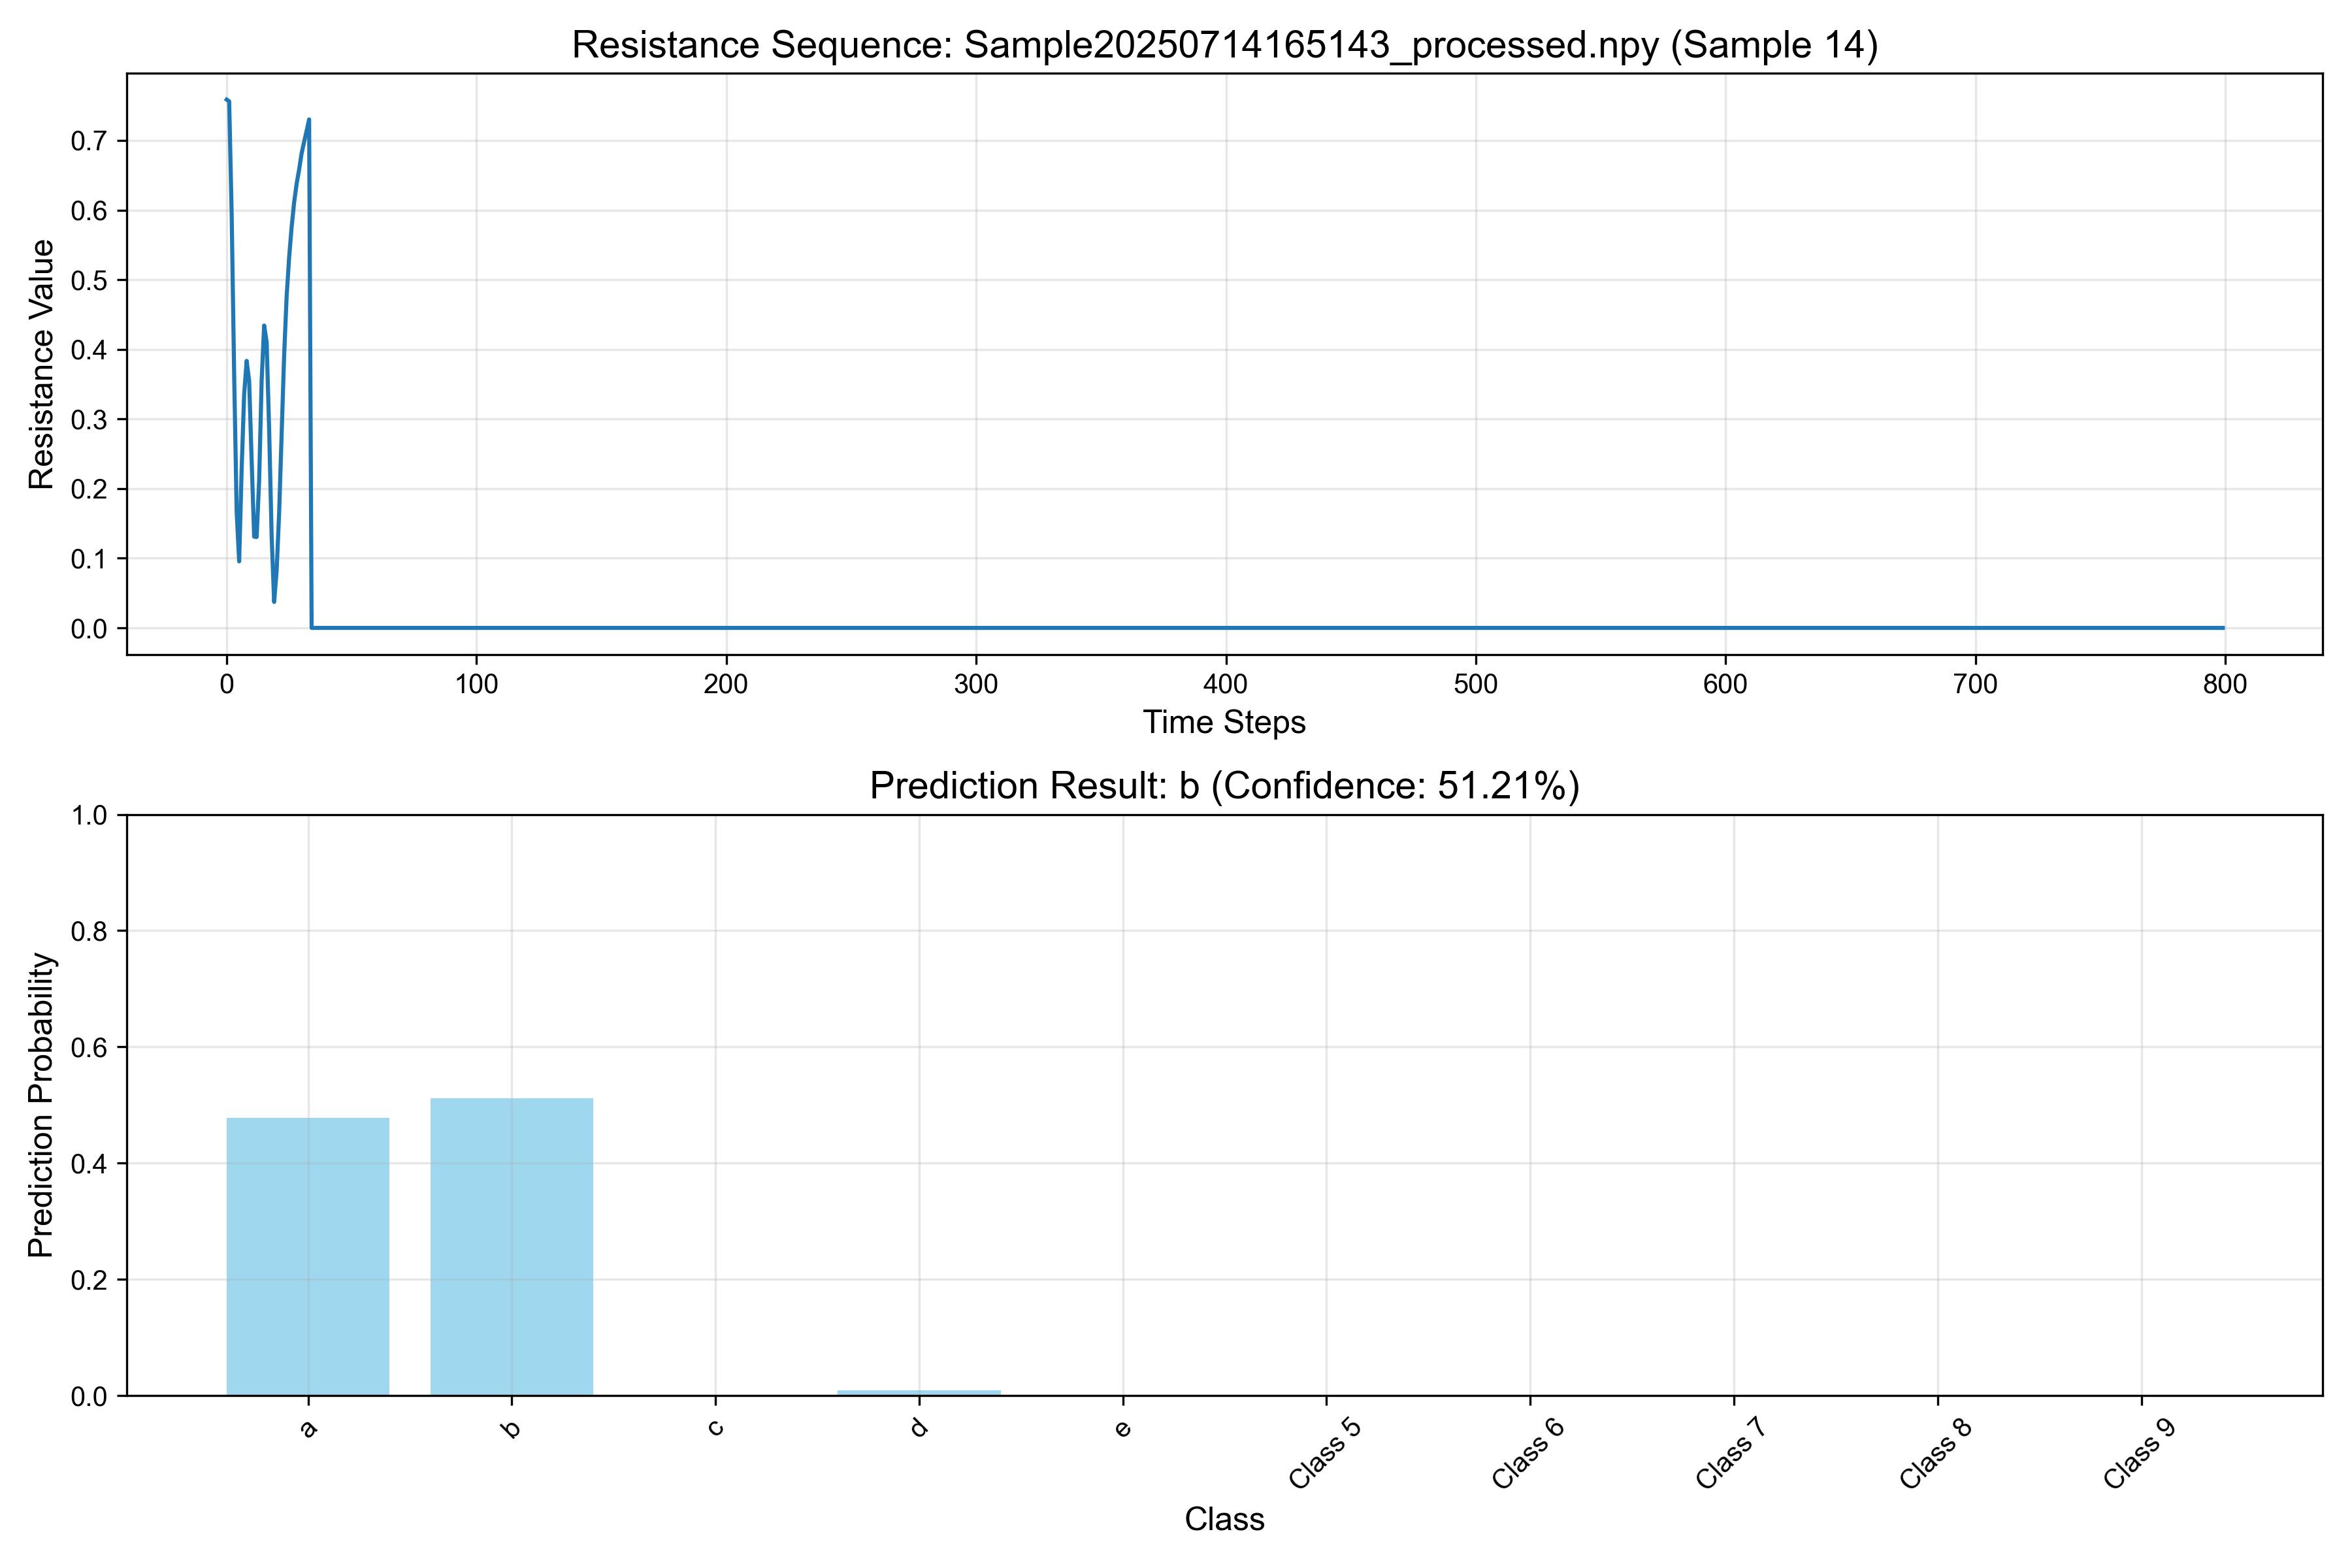 Resistance Sequence: Sample20250714165143_processed.npy (Sample 14)
Resistance Value
0.7
0.6
0.5
0.4
0.3
0.2
0.1
0.0
0 100 200 300 400 500 600 700 800
Time Steps
Prediction Result: b (Confidence: 51.21%)
Prediction Probability
1.0
0.8
0.6
0.4
0.2
0.0
a b c d e Class 5 Class 6 Class 7 Class 8 Class 9
Class